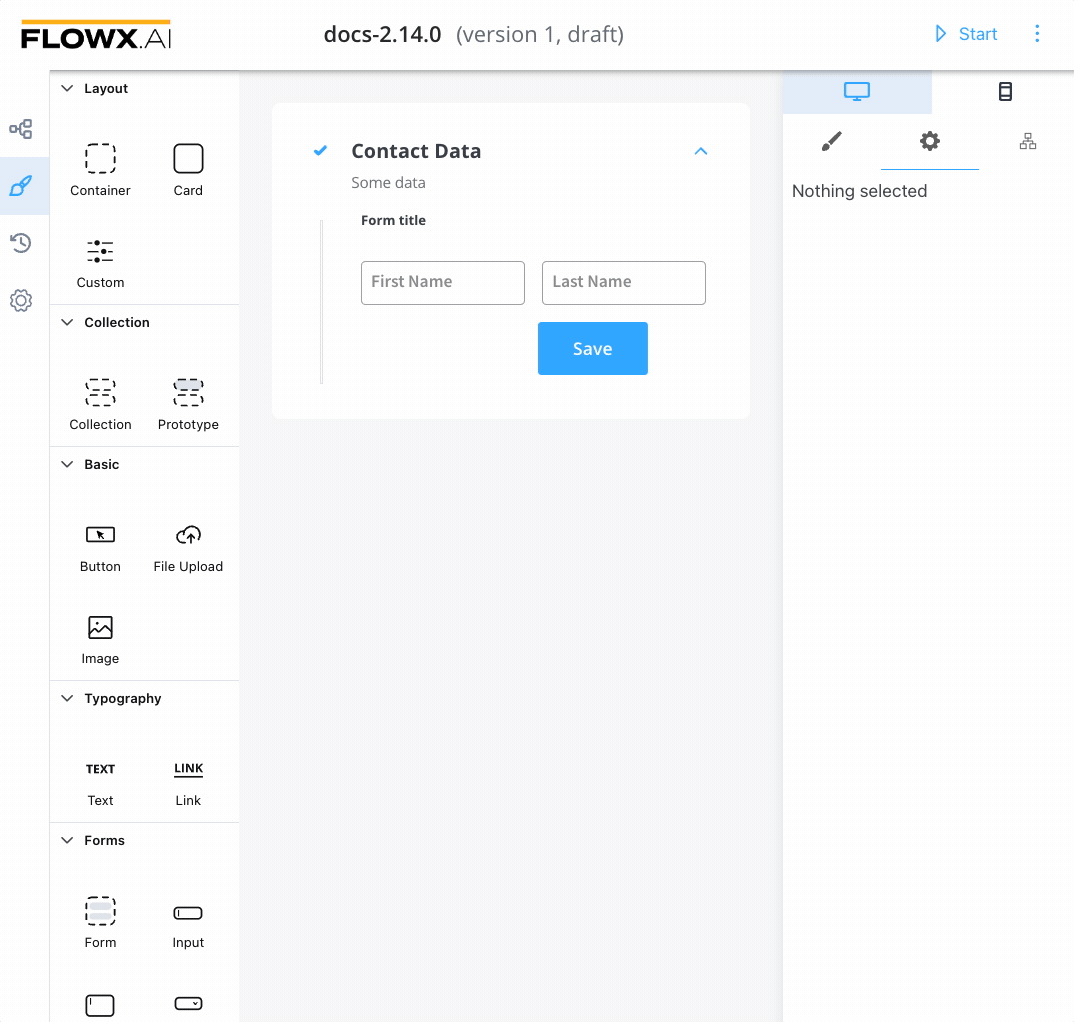 FLOWX.AI
docs-2.14.0 (version 1, draft)
Start
Layout
Container
Card
Custom
Collection
Collection
Prototype
Basic
Button
File Upload
Image
Typography
TEXT
LINK
Text
Link
Forms
Form
Input
Contact Data
Some data
Form title
First Name
Last Name
Save
Nothing selected